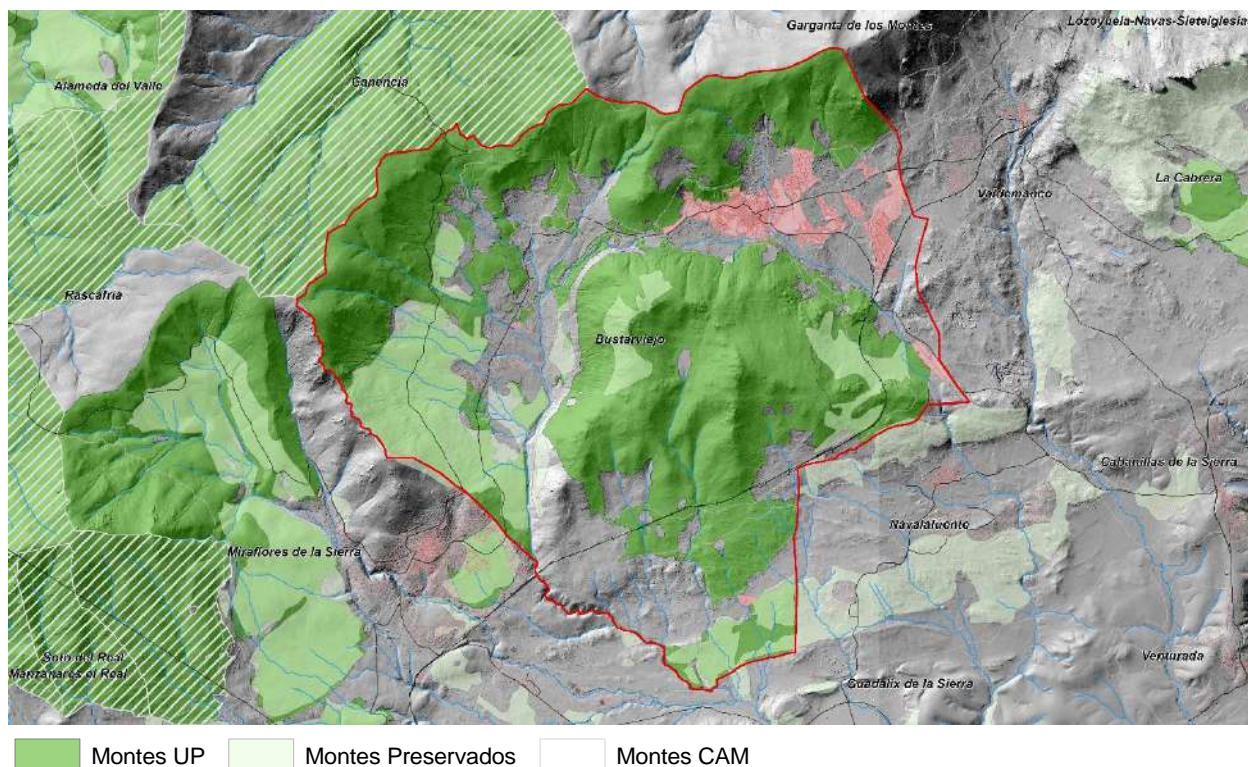 Garganta de los Montes
Lozoyuela-Navas-Sieteiglesias
Alameda del Valle
Canencia
La Cabrera
Valdemanco
Rascafría
Bustarviejo
Cabanillas de la Sierra
Navalafuente
Miraflores de la Sierra
Soto del Real
Manzanares el Real
Venturada
Guadalix de la Sierra
Montes UP Montes Preservados Montes CAM